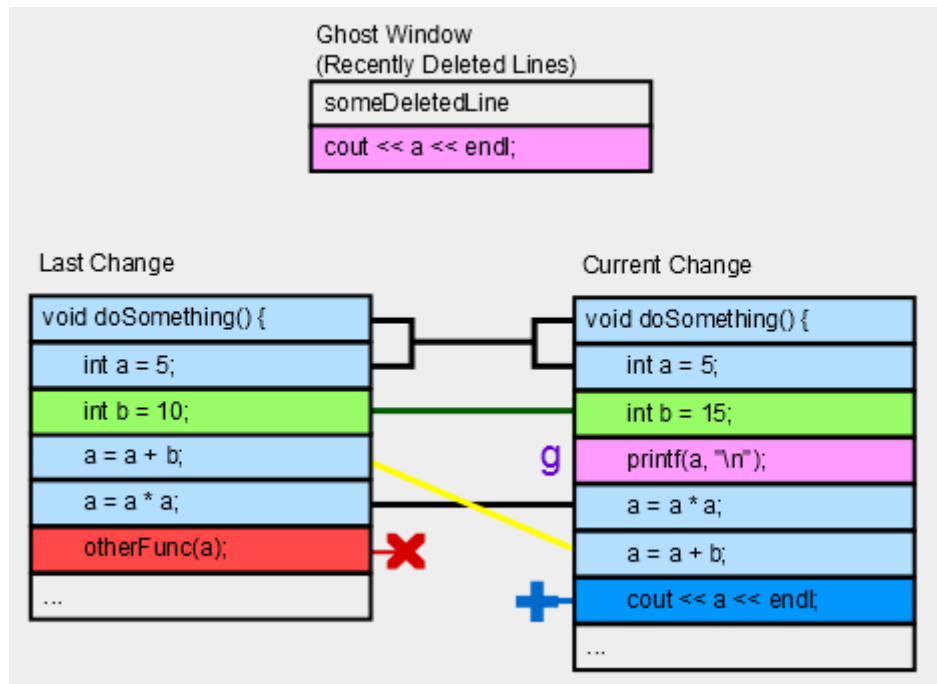 Ghost Window
(Recently Deleted Lines)
someDeletedLine
cout << a << endl;
Last Change
void doSomething() {
int a = 5;
int b = 10;
a = a + b;
a = a * a;
otherFunc(a);
...
Current Change
void doSomething() {
int a = 5;
int b = 15;
g
printf(a, "\n");
a = a * a;
a = a + b;
cout << a << endl;
...